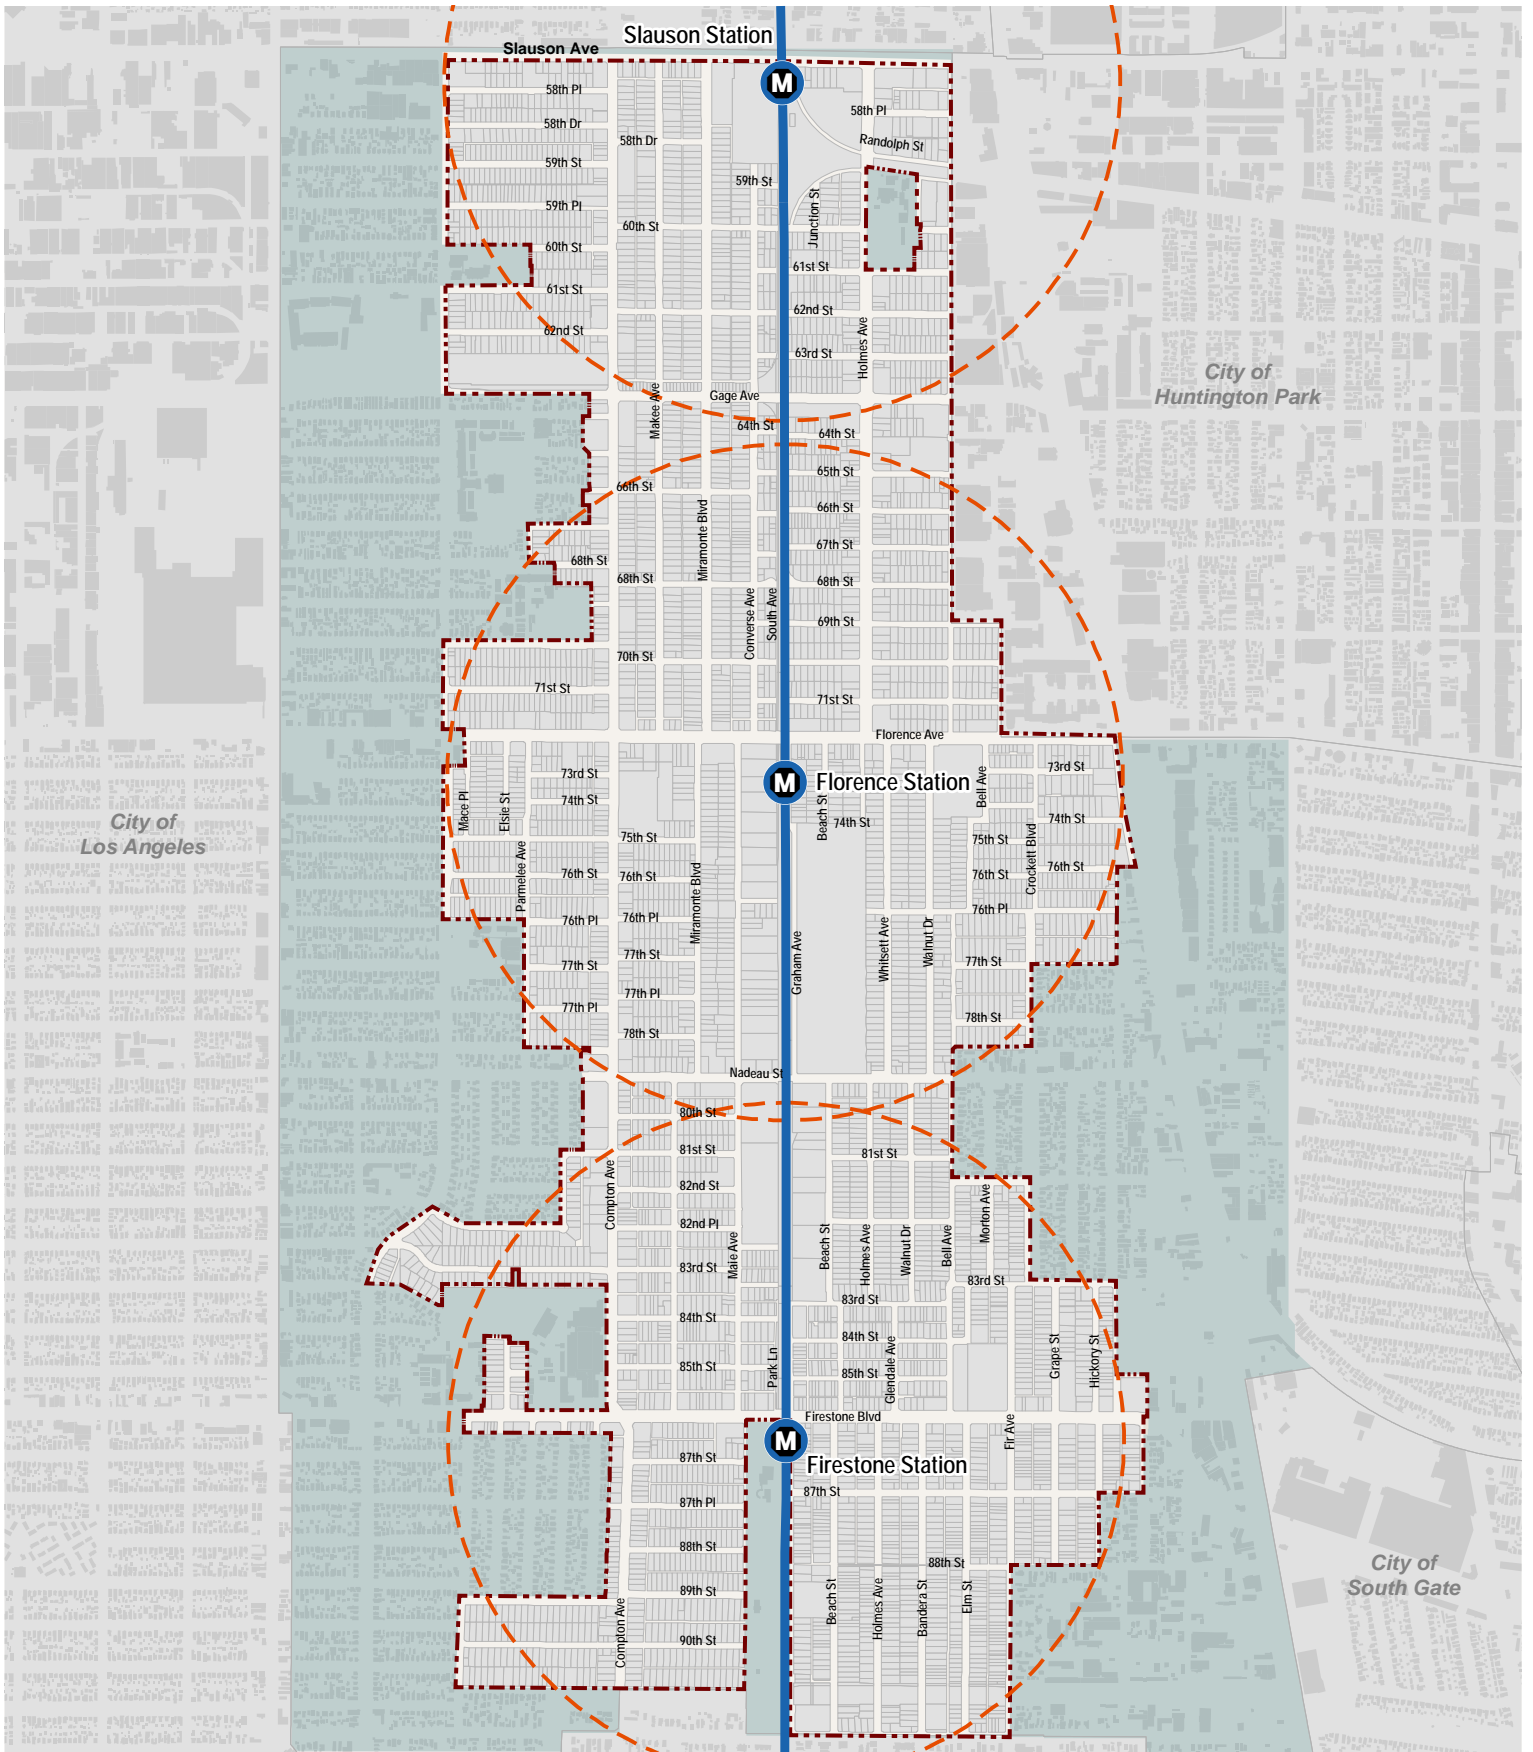 Slauson Station
Slauson Ave
M
58th Pl
58th Pl
58th Dr
58th Dr
Randolph St
59th St
59th St
59th Pl
Junction St
60th St
60th St
61st St
61st St
62nd St
62nd St
63rd St
Holmes Ave
City of
Huntington Park
Gage Ave
Makee Ave
64th St
64th St
65th St
66th St
66th St
Miramonte Blvd
67th St
68th St
68th St
68th St
Converse Ave
South Ave
69th St
70th St
71st St
71st St
Florence Ave
73rd St
73rd St
M
Florence Station
Bell Ave
Mace Pl
Elsie St
74th St
Beach St
74th St
74th St
City of
Los Angeles
75th St
75th St
Crockett Blvd
Parmelee Ave
76th St
76th St
76th St
76th St
Miramonte Blvd
76th Pl
76th Pl
76th Pl
Graham Ave
Whitsett Ave
Walnut Dr
77th St
77th St
77th St
77th Pl
77th Pl
78th St
78th St
Nadeau St
80th St
81st St
81st St
Compton Ave
82nd St
82nd Pl
Morton Ave
Maie Ave
Beach St
Holmes Ave
Walnut Dr
Bell Ave
83rd St
83rd St
83rd St
84th St
84th St
Glendale Ave
Grape St
Hickory St
85th St
Park Ln
85th St
Firestone Blvd
Fir Ave
M
Firestone Station
87th St
87th St
87th Pl
88th St
88th St
City of
South Gate
89th St
Compton Ave
Beach St
Holmes Ave
Bandera St
Elm St
90th St